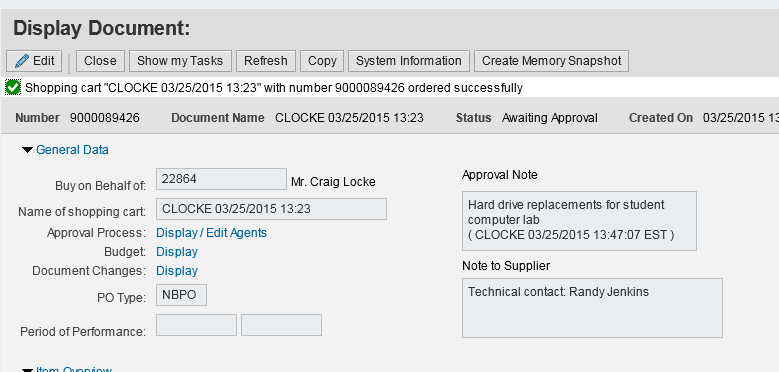 Display Document:
Edit Close Show my Tasks Refresh Copy System Information Create Memory Snapshot
Shopping cart "CLOCKE 03/25/2015 13:23" with number 9000089426 ordered successfully
Number 9000089426 Document Name CLOCKE 03/25/2015 13:23 Status Awaiting Approval Created On 03/25/2015 13
General Data
Buy on Behalf of: 22864 Mr. Craig Locke
Name of shopping cart: CLOCKE 03/25/2015 13:23
Approval Process: Display / Edit Agents
Budget: Display
Document Changes: Display
PO Type: NBPO
Period of Performance:
Approval Note
Hard drive replacements for student
computer lab
( CLOCKE 03/25/2015 13:47:07 EST )
Note to Supplier
Technical contact: Randy Jenkins
Item Overview